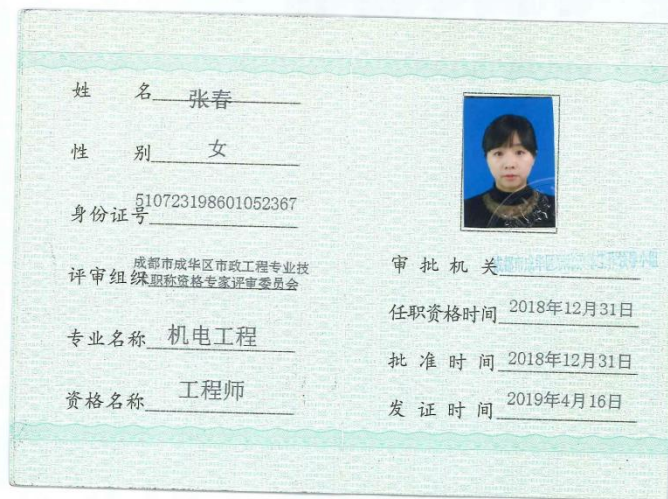 姓 名 张春
性 别 女
身份证号 510723198601052367
评审组织 成都市成华区市政工程专业技
术职称资格专家评审委员会
专业名称 机电工程
资格名称 工程师
审批机关
任职资格时间 2018年12月31日
批准时间 2018年12月31日
发证时间 2019年4月16日